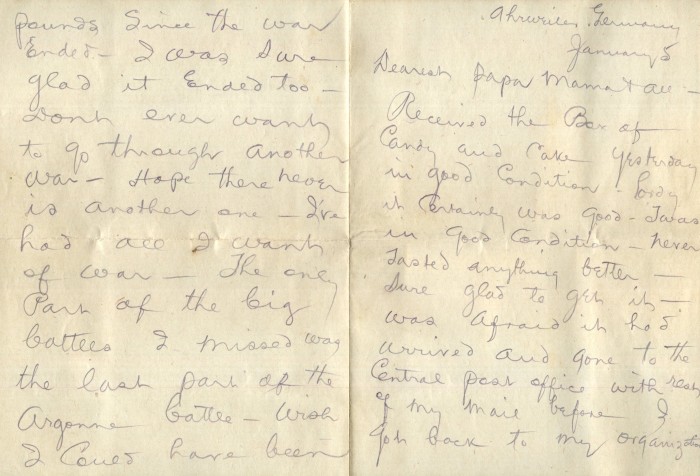 Ahrweiler, Germany
January 5
Dearest Papa Mama & all —
Received the Box of
Candy and Cake yesterday
in good Condition - Lordy
it Certainly was Good - Twas
in Good Condition - never
Tasted anything better —
Sure glad to get it —
was Afraid it had
arrived and gone to the
Central post office with rest
of my mail before I
Got back to my organization
pounds Since the war
Ended - I was Sure
glad it Ended too -
Dont ever want
to go through another
war - Hope there never
is another one - I've
had all I want
of war - The only
Part of the big
battles I missed was
the last part of the
Argonne battle - Wish
I Could have been